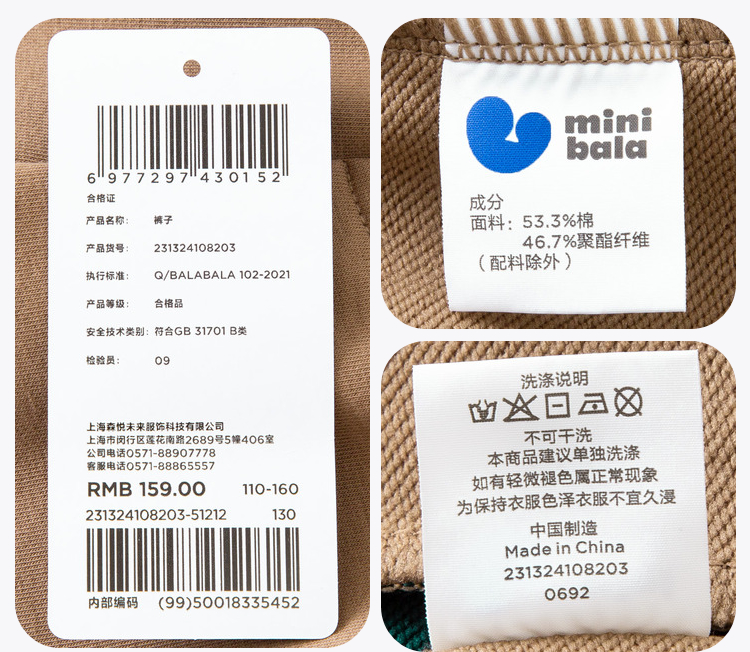 6 977297 430152
合格证
产品名称: 裤子
产品货号: 231324108203
执行标准: Q/BALABALA 102-2021
产品等级: 合格品
安全技术类别: 符合GB 31701 B类
检验员: 09
上海森悦未来服饰科技有限公司
上海市闵行区莲花南路2689号5幢406室
公司电话0571-88907778
客服电话0571-88865557
RMB 159.00 110-160
231324108203-51212 130
内部编码 (99)50018335452
mini
bala
成分
面料: 53.3%棉
46.7%聚酯纤维
(配料除外)
洗涤说明
不可干洗
本商品建议单独洗涤
如有轻微褪色属正常现象
为保持衣服色泽衣服不宜久浸
中国制造
Made in China
231324108203
0692